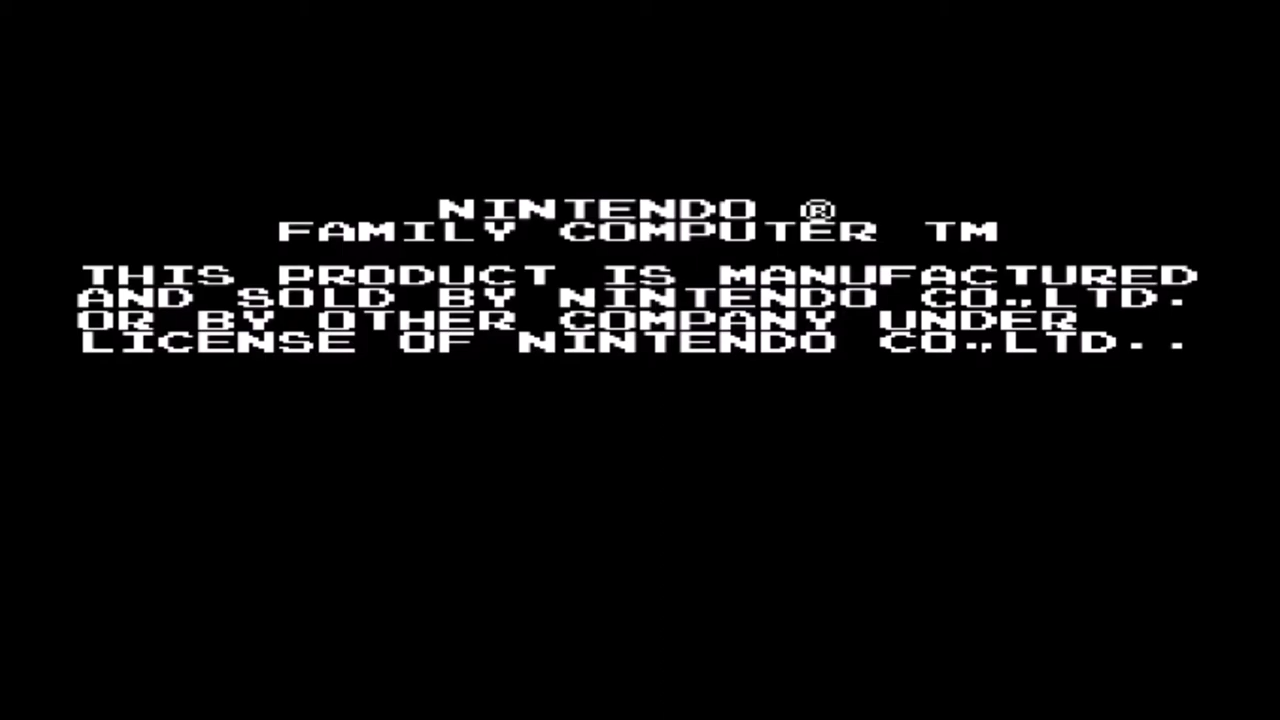 NINTENDO ®
FAMILY COMPUTER TM
THIS PRODUCT IS MANUFACTURED
AND SOLD BY NINTENDO CO.,LTD.
OR BY OTHER COMPANY UNDER
LICENSE OF NINTENDO CO.,LTD..